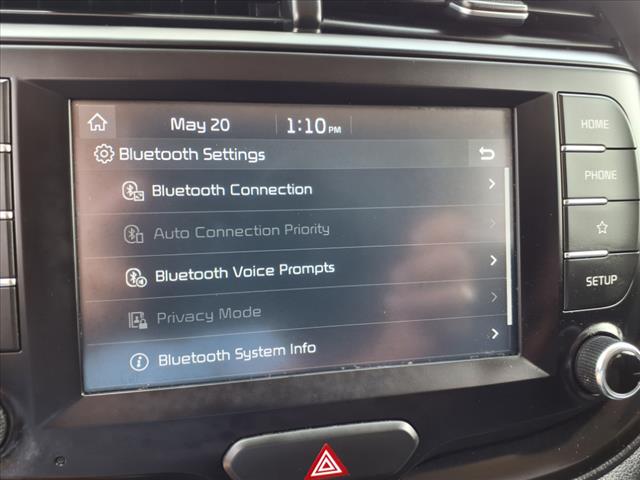 May 20
1:10 PM
Bluetooth Settings
Bluetooth Connection
Auto Connection Priority
Bluetooth Voice Prompts
Privacy Mode
Bluetooth System Info
HOME
PHONE
SETUP